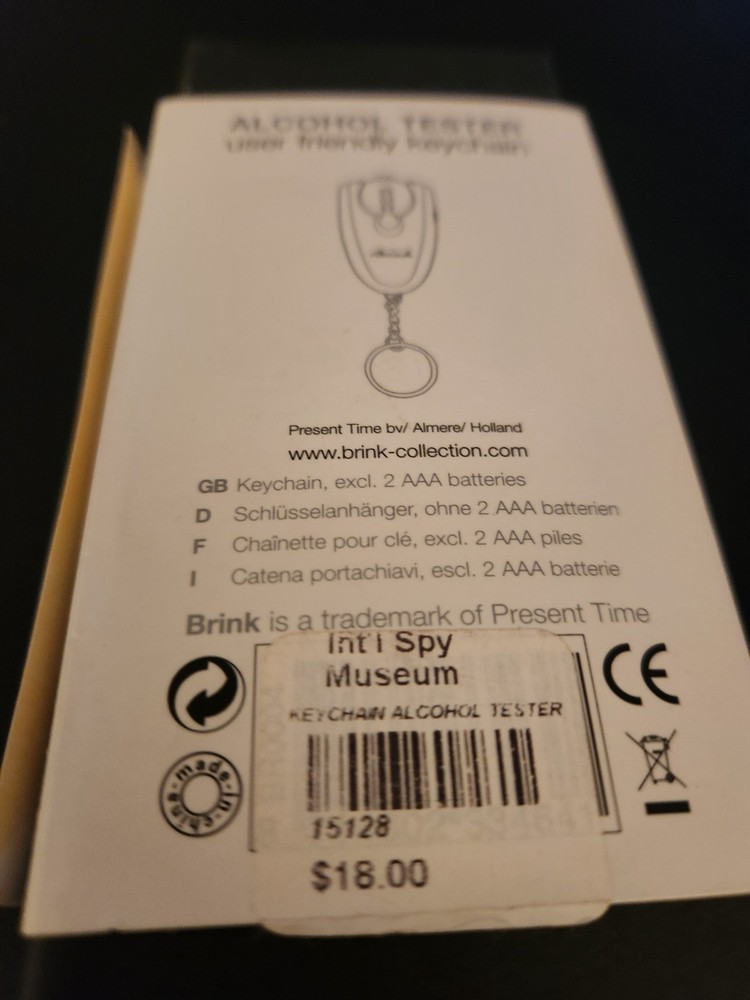 ALCOHOL TESTER
user friendly keychain
Present Time bv/ Almere/ Holland
www.brink-collection.com
GB Keychain, excl. 2 AAA batteries
D Schlüsselanhänger, ohne 2 AAA batterien
F Chaînette pour clé, excl. 2 AAA piles
I Catena portachiavi, escl. 2 AAA batterie
Brink is a trademark of Present Time
Int'l Spy
Museum
KEYCHAIN ALCOHOL TESTER
15128
$18.00
CE
made-in-china